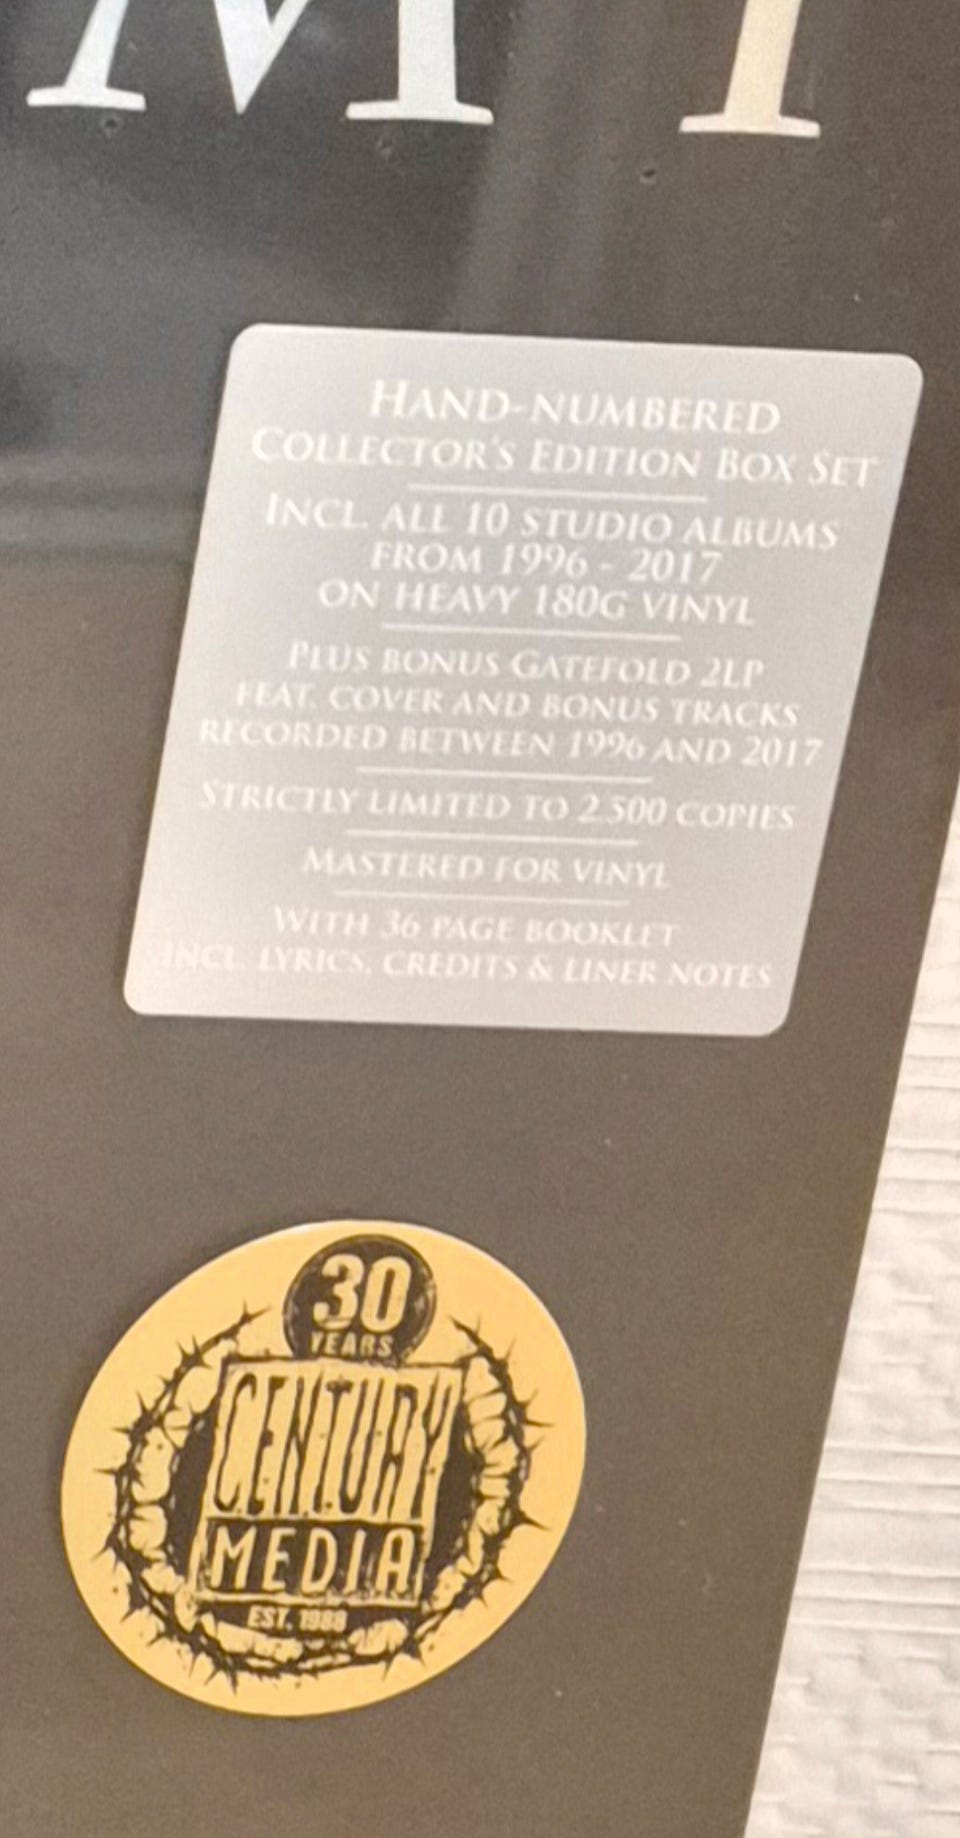 M I
HAND-NUMBERED
COLLECTOR'S EDITION BOX SET
INCL. ALL 10 STUDIO ALBUMS
FROM 1996 - 2017
ON HEAVY 180G VINYL
PLUS BONUS GATEFOLD 2LP
FEAT. COVER AND BONUS TRACKS
RECORDED BETWEEN 1996 AND 2017
STRICTLY LIMITED TO 2.500 COPIES
MASTERED FOR VINYL
WITH 36 PAGE BOOKLET
INCL. LYRICS, CREDITS & LINER NOTES
30
YEARS
CENTURY
MEDIA
EST. 1988